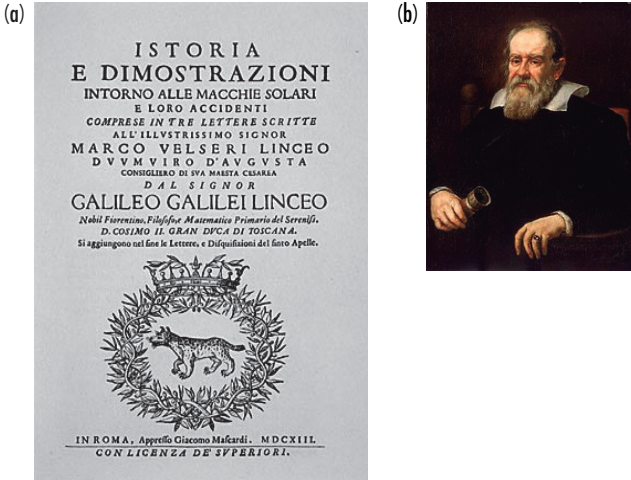 (a)
ISTORIA
E DIMOSTRAZIONI
INTORNO ALLE MACCHIE SOLARI
E LORO ACCIDENTI
COMPRESE IN TRE LETTERE SCRITTE
ALL'ILLVSTRISSIMO SIGNOR
MARCO VELSERI LINCEO
DVVMVIRO D'AVGVSTA
CONSIGLIERO DI SVA MAESTA CESAREA
DAL SIGNOR
GALILEO GALILEI LINCEO
Nobil Fiorentino, Filosofo, e Matematico Primario del Sereniss.
D. COSIMO II. GRAN DVCA DI TOSCANA.
Si aggiungono nel fine le Lettere, e Disquisizioni del finto Apelle.
IN ROMA, Appresso Giacomo Mascardi. MDCXIII.
CON LICENZA DE' SVPERIORI.
(b)